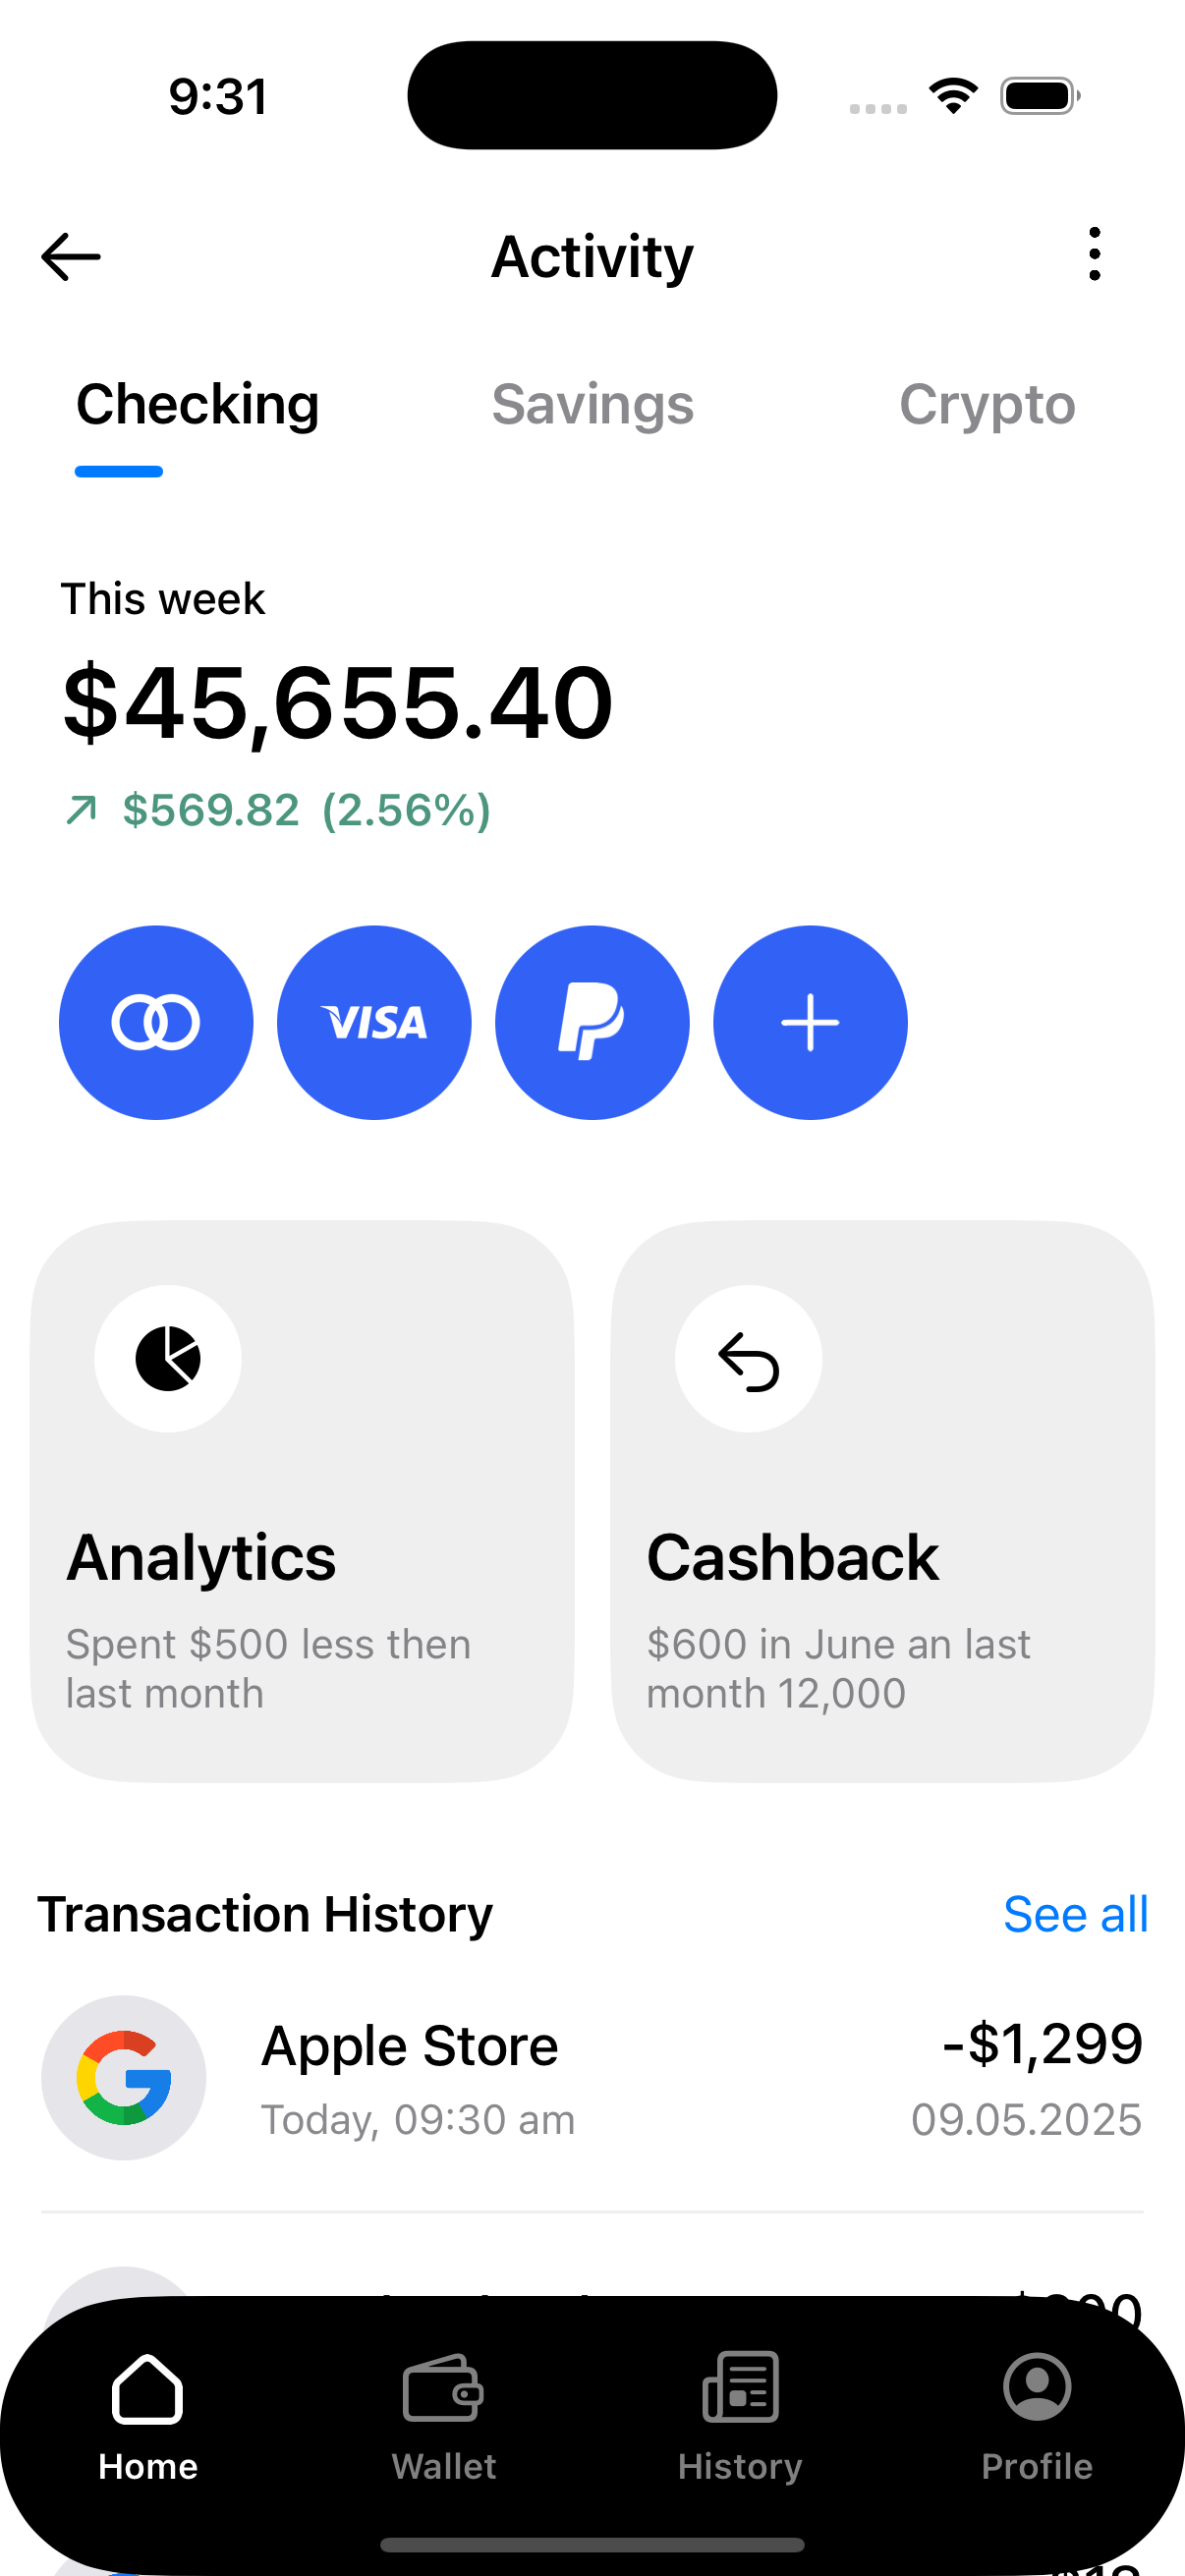 9:31
Activity
Checking Savings Crypto
This week
$45,655.40
$569.82 (2.56%)
VISA
Analytics
Spent $500 less then
last month
Cashback
$600 in June an last
month 12,000
Transaction History See all
Apple Store -$1,299
Today, 09:30 am 09.05.2025
Home Wallet History Profile